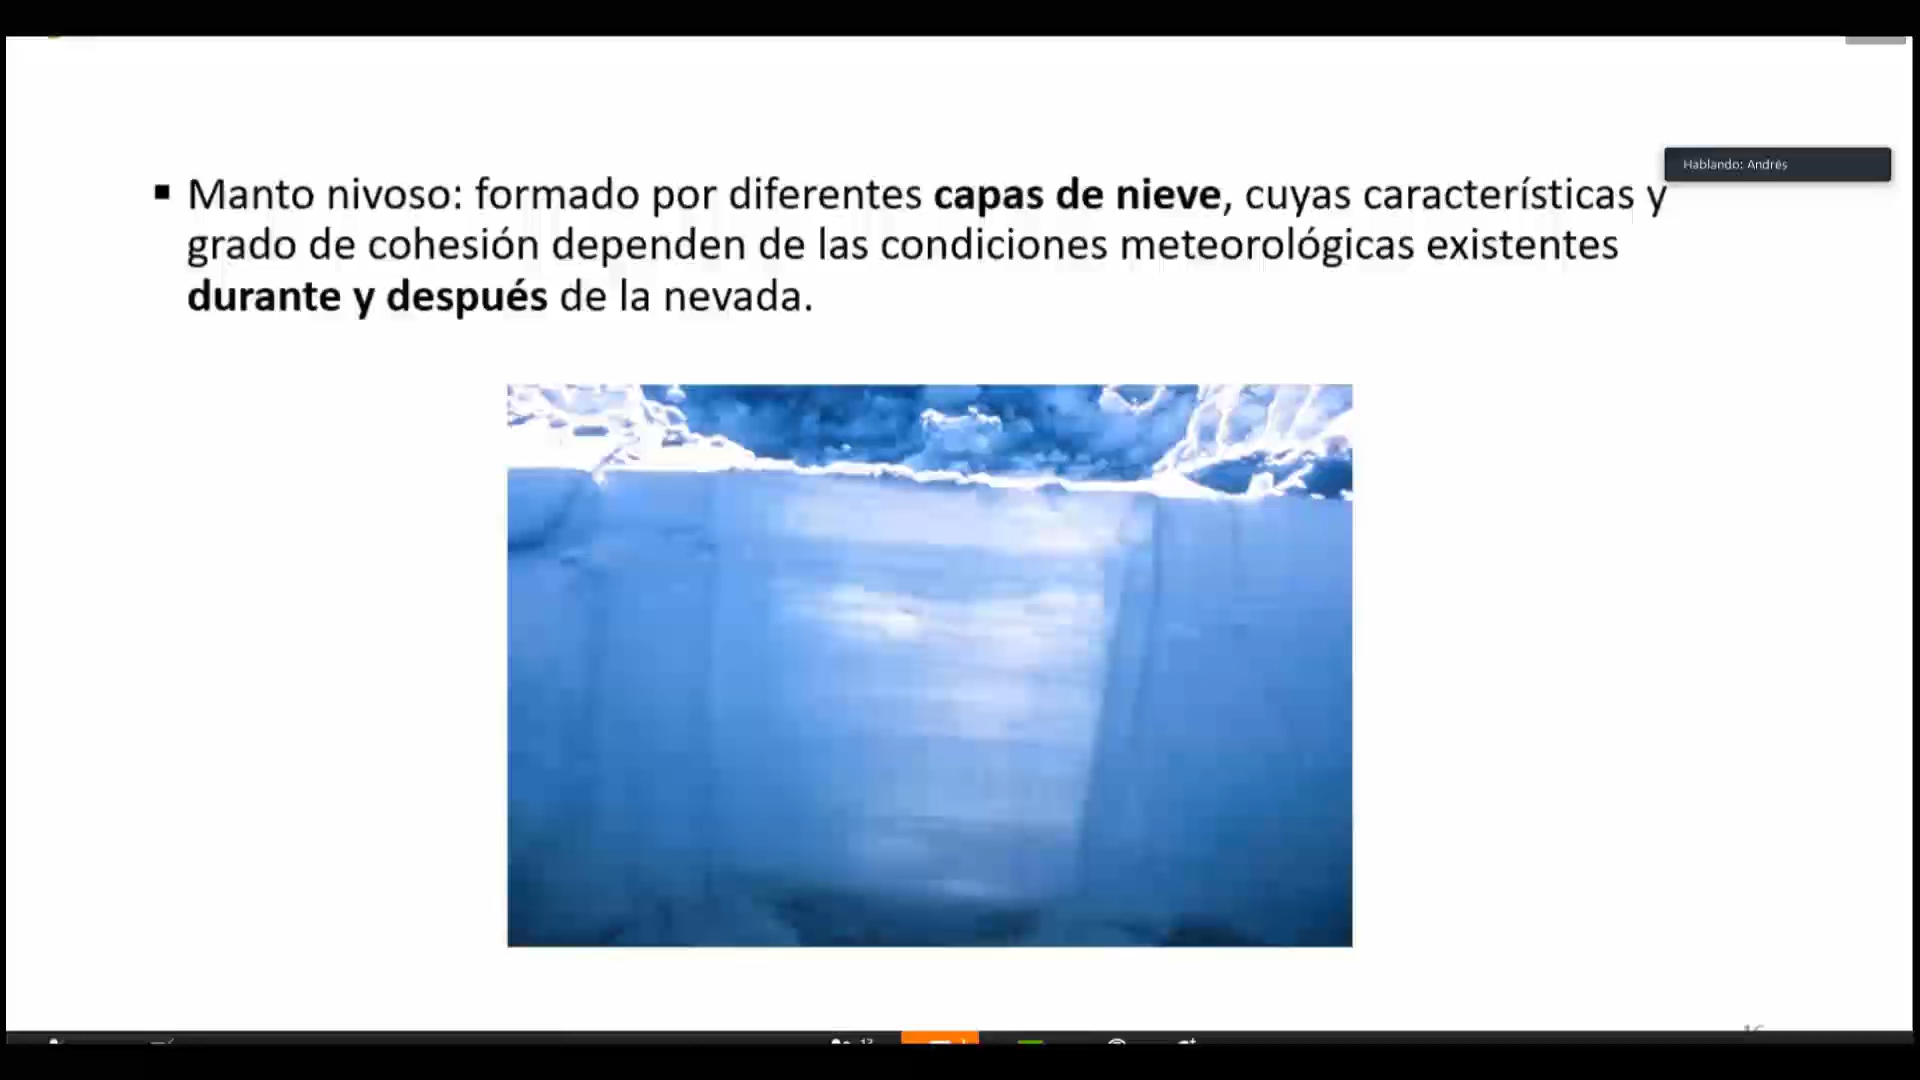 Hablando: Andrés
▪ Manto nivoso: formado por diferentes capas de nieve, cuyas características y
grado de cohesión dependen de las condiciones meteorológicas existentes
durante y después de la nevada.